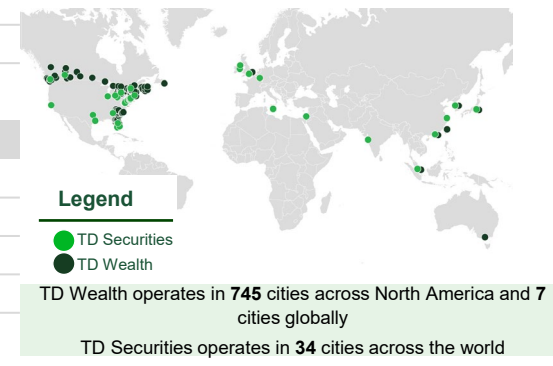 Legend
TD Securities
TD Wealth
TD Wealth operates in 745 cities across North America and 7
cities globally
TD Securities operates in 34 cities across the world